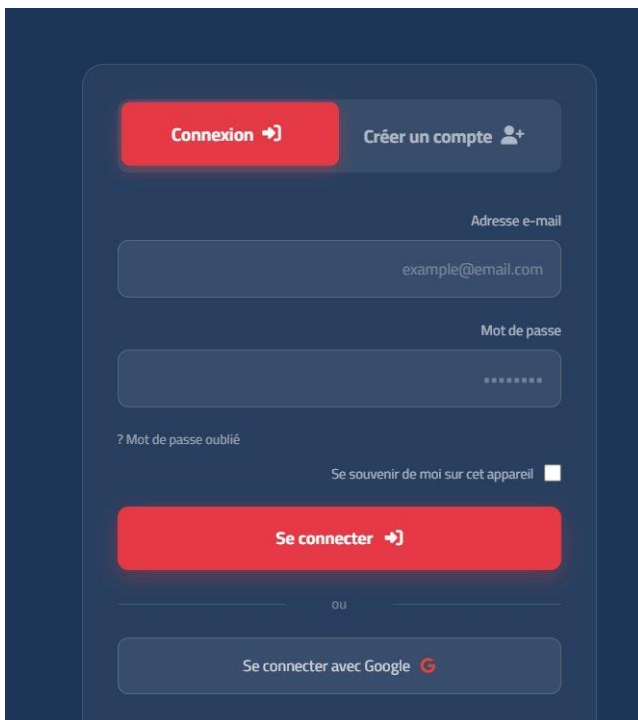 Connexion
Créer un compte
Adresse e-mail
example@email.com
Mot de passe
? Mot de passe oublié
Se souvenir de moi sur cet appareil
Se connecter
ou
Se connecter avec Google G